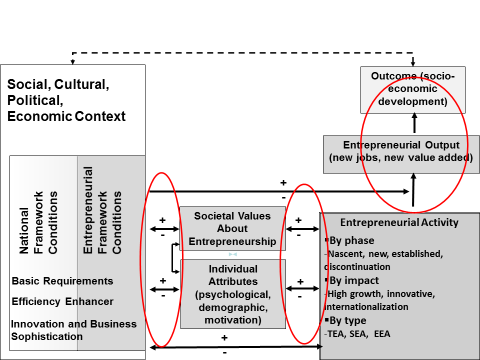 Social, Cultural,
Political,
Economic Context
National
Framework
Conditions
Entrepreneurial
Framework
Conditions
Basic Requirements
Efficiency Enhancer
Innovation and Business
Sophistication
Outcome (socio-
economic
development)
Entrepreneurial Output
(new jobs, new value added)
+
-
+
-
Societal Values
About
Entrepreneurship
+
-
+
-
Individual
Attributes
(psychological,
demographic,
motivation)
+
-
+
-
Entrepreneurial Activity
▪By phase
-Nascent, new, established,
discontinuation
▪By impact
-High growth, innovative,
internationalization
▪By type
-TEA, SEA, EEA